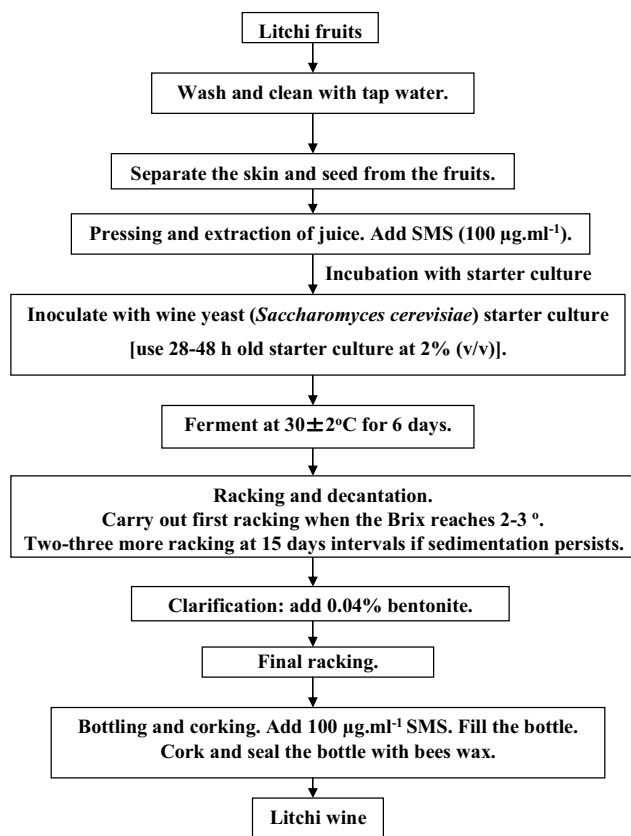 Litchi fruits
Wash and clean with tap water.
Separate the skin and seed from the fruits.
Pressing and extraction of juice. Add SMS (100 µg.ml⁻¹).
Incubation with starter culture
Inoculate with wine yeast (Saccharomyces cerevisiae) starter culture
[use 28-48 h old starter culture at 2% (v/v)].
Ferment at 30±2ºC for 6 days.
Racking and decantation.
Carry out first racking when the Brix reaches 2-3 º.
Two-three more racking at 15 days intervals if sedimentation persists.
Clarification: add 0.04% bentonite.
Final racking.
Bottling and corking. Add 100 µg.ml⁻¹ SMS. Fill the bottle.
Cork and seal the bottle with bees wax.
Litchi wine